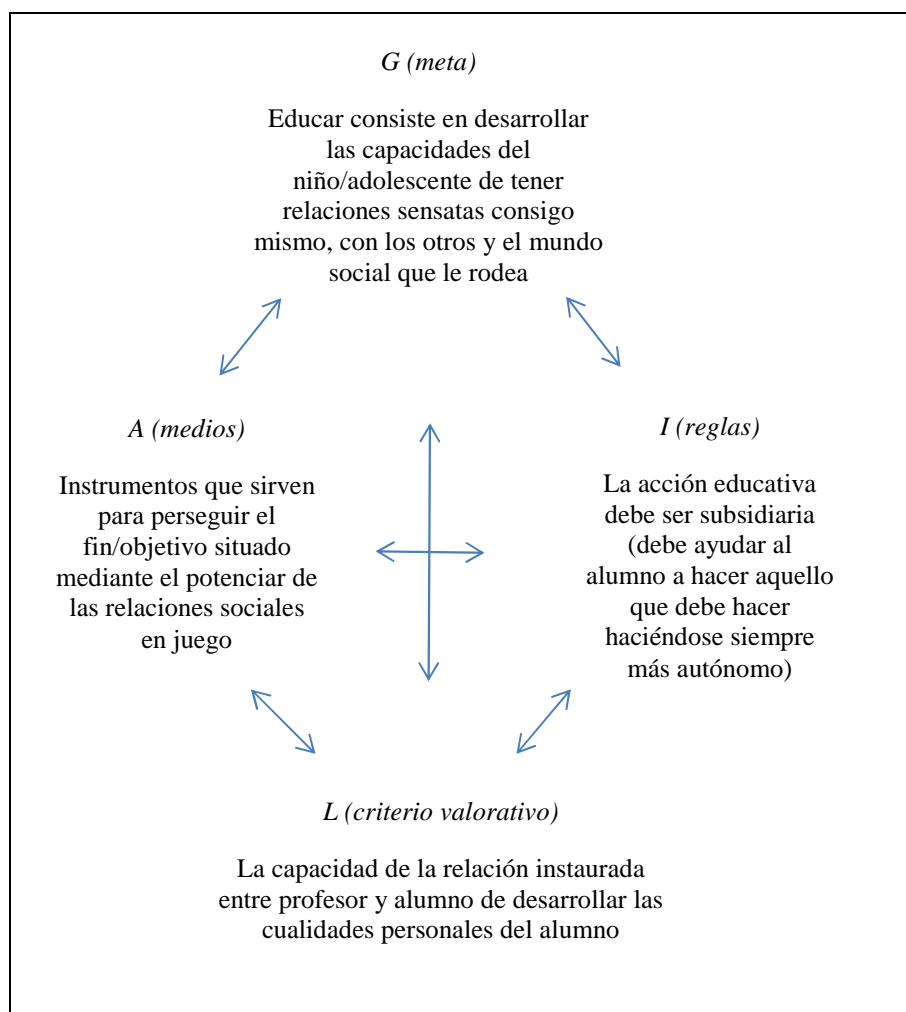 G (meta)
Educar consiste en desarrollar
las capacidades del
niño/adolescente de tener
relaciones sensatas consigo
mismo, con los otros y el mundo
social que le rodea
A (medios)
Instrumentos que sirven
para perseguir el
fin/objetivo situado
mediante el potenciar de
las relaciones sociales
en juego
I (reglas)
La acción educativa
debe ser subsidiaria
(debe ayudar al
alumno a hacer aquello
que debe hacer
haciéndose siempre
más autónomo)
L (criterio valorativo)
La capacidad de la relación instaurada
entre profesor y alumno de desarrollar las
cualidades personales del alumno